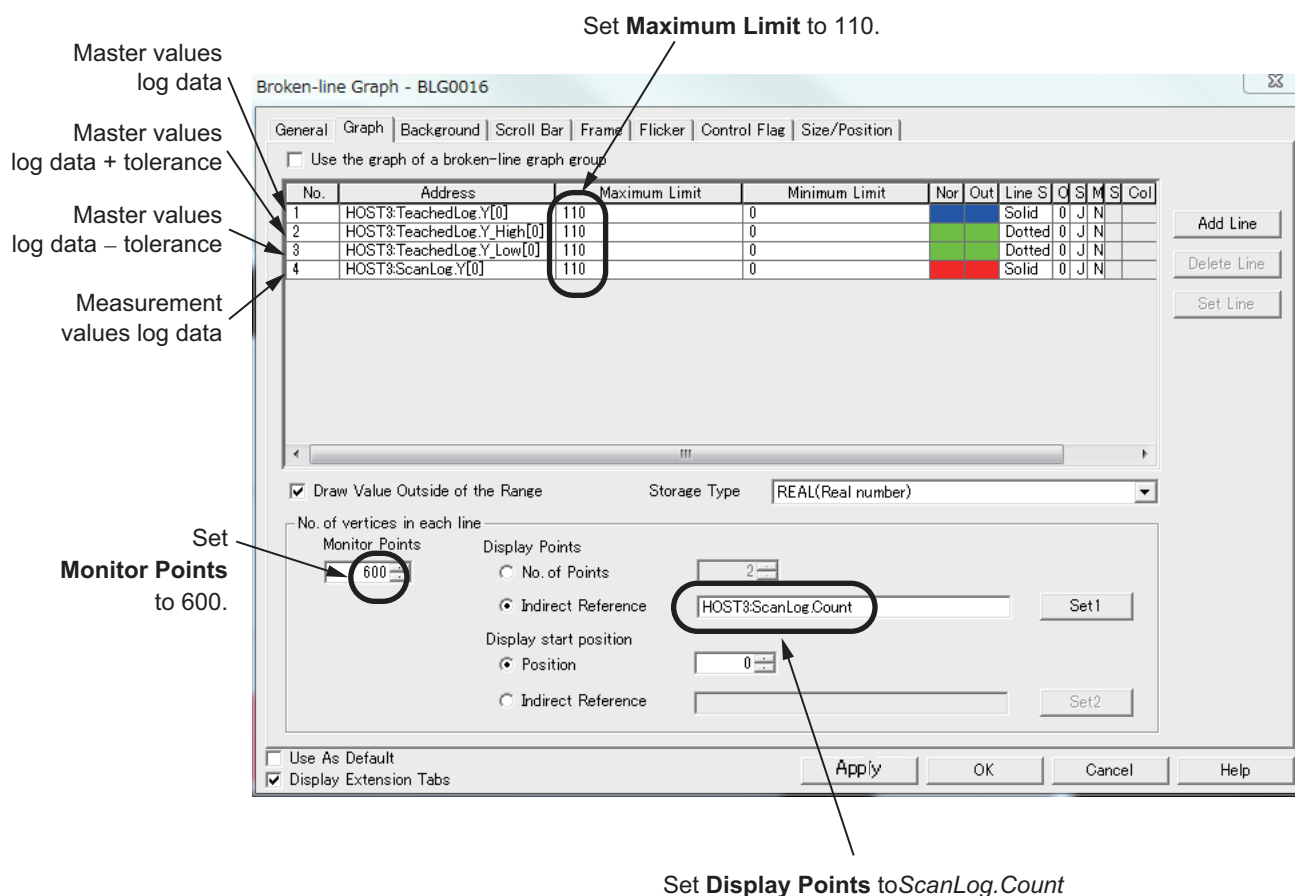 Set Maximum Limit to 110.
Master values
log data
Master values
log data + tolerance
Master values
log data − tolerance
Measurement
values log data
Broken-line Graph - BLG0016
General Graph Background Scroll Bar Frame Flicker Control Flag Size/Position
Use the graph of a broken-line graph group
No. Address Maximum Limit Minimum Limit Nor Out Line S O S M S Col
1 HOST3:TeachedLog.Y[0] 110 0 Solid 0 J N
2 HOST3:TeachedLog.Y_High[0] 110 0 Dotted 0 J N
3 HOST3:TeachedLog.Y_Low[0] 110 0 Dotted 0 J N
4 HOST3:ScanLog.Y[0] 110 0 Solid 0 J N
Add Line
Delete Line
Set Line
Draw Value Outside of the Range Storage Type REAL(Real number)
No. of vertices in each line
Monitor Points Display Points
600 No. of Points 2
Indirect Reference HOST3:ScanLog.Count Set1
Display start position
Position 0
Indirect Reference Set2
Set
Monitor Points
to 600.
Use As Default
Display Extension Tabs
Apply OK Cancel Help
Set Display Points toScanLog.Count